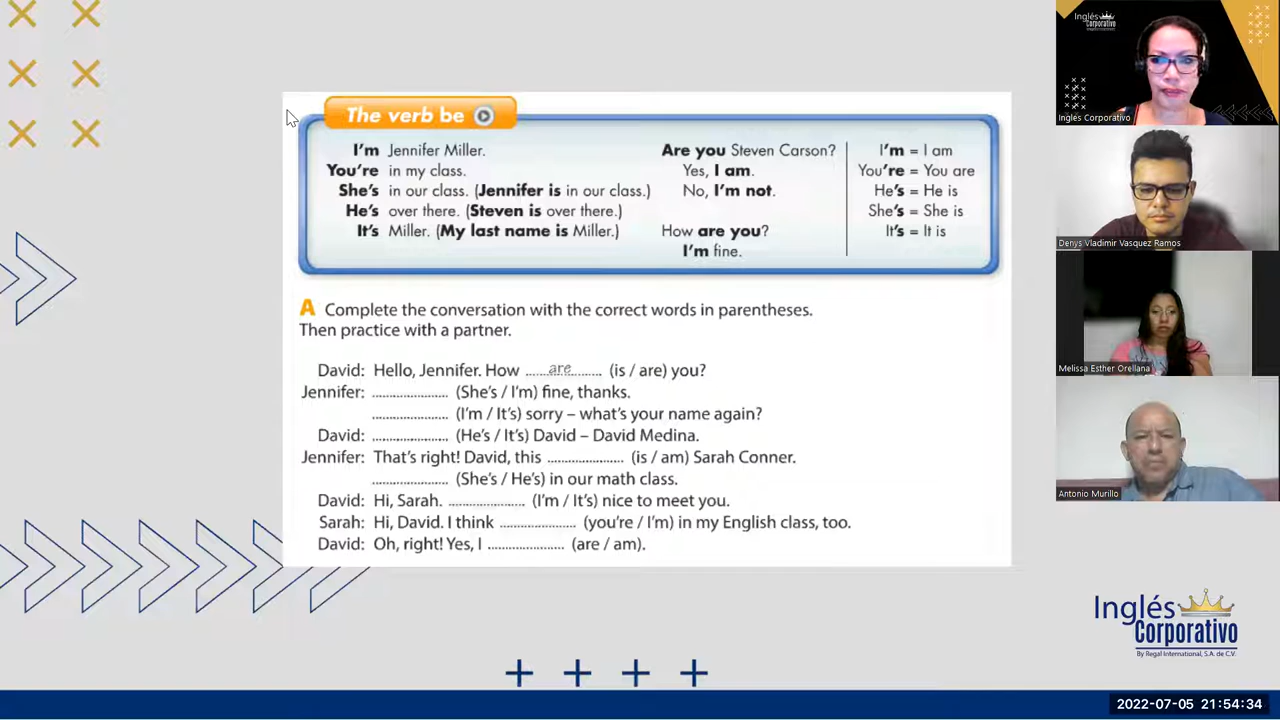 The verb be
I'm Jennifer Miller.
You're in my class.
She's in our class. (Jennifer is in our class.)
He's over there. (Steven is over there.)
It's Miller. (My last name is Miller.)
Are you Steven Carson?
Yes, I am.
No, I'm not.
How are you?
I'm fine.
I'm = I am
You're = You are
He's = He is
She's = She is
It's = It is
A Complete the conversation with the correct words in parentheses.
Then practice with a partner.
David: Hello, Jennifer. How ....are.... (is / are) you?
Jennifer: .................... (She's / I'm) fine, thanks.
.................... (I'm / It's) sorry – what's your name again?
David: .................... (He's / It's) David – David Medina.
Jennifer: That's right! David, this .................... (is / am) Sarah Conner.
.................... (She's / He's) in our math class.
David: Hi, Sarah. .................... (I'm / It's) nice to meet you.
Sarah: Hi, David. I think .................... (you're / I'm) in my English class, too.
David: Oh, right! Yes, I .................... (are / am).
Inglés
Corporativo
Inglés Corporativo
Denys Vladimir Vasquez Ramos
Melissa Esther Orellana
Antonio Murillo
Inglés
Corporativo
By Regal International, S.A. de C.V.
2022-07-05 21:54:34